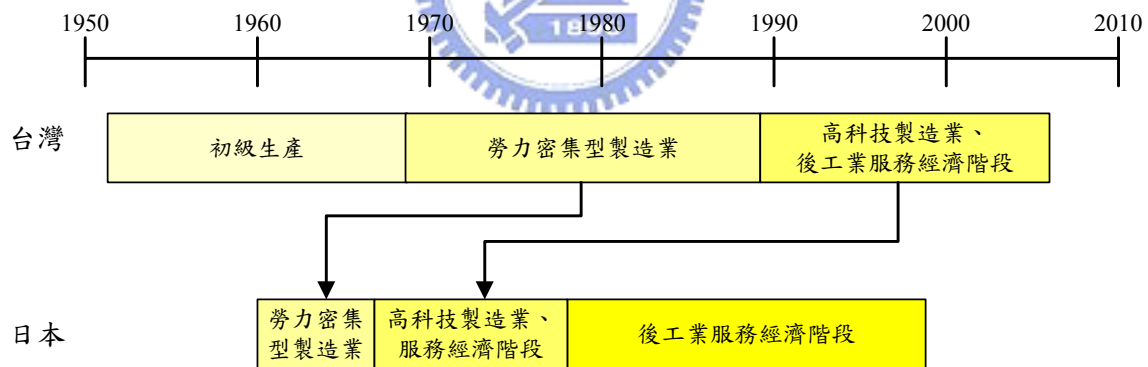 1950 1960 1970 1980 1990 2000 2010
1896
台灣
初級生產
勞力密集型製造業
高科技製造業、
後工業服務經濟階段
日本
勞力密集
型製造業
高科技製造業、
服務經濟階段
後工業服務經濟階段